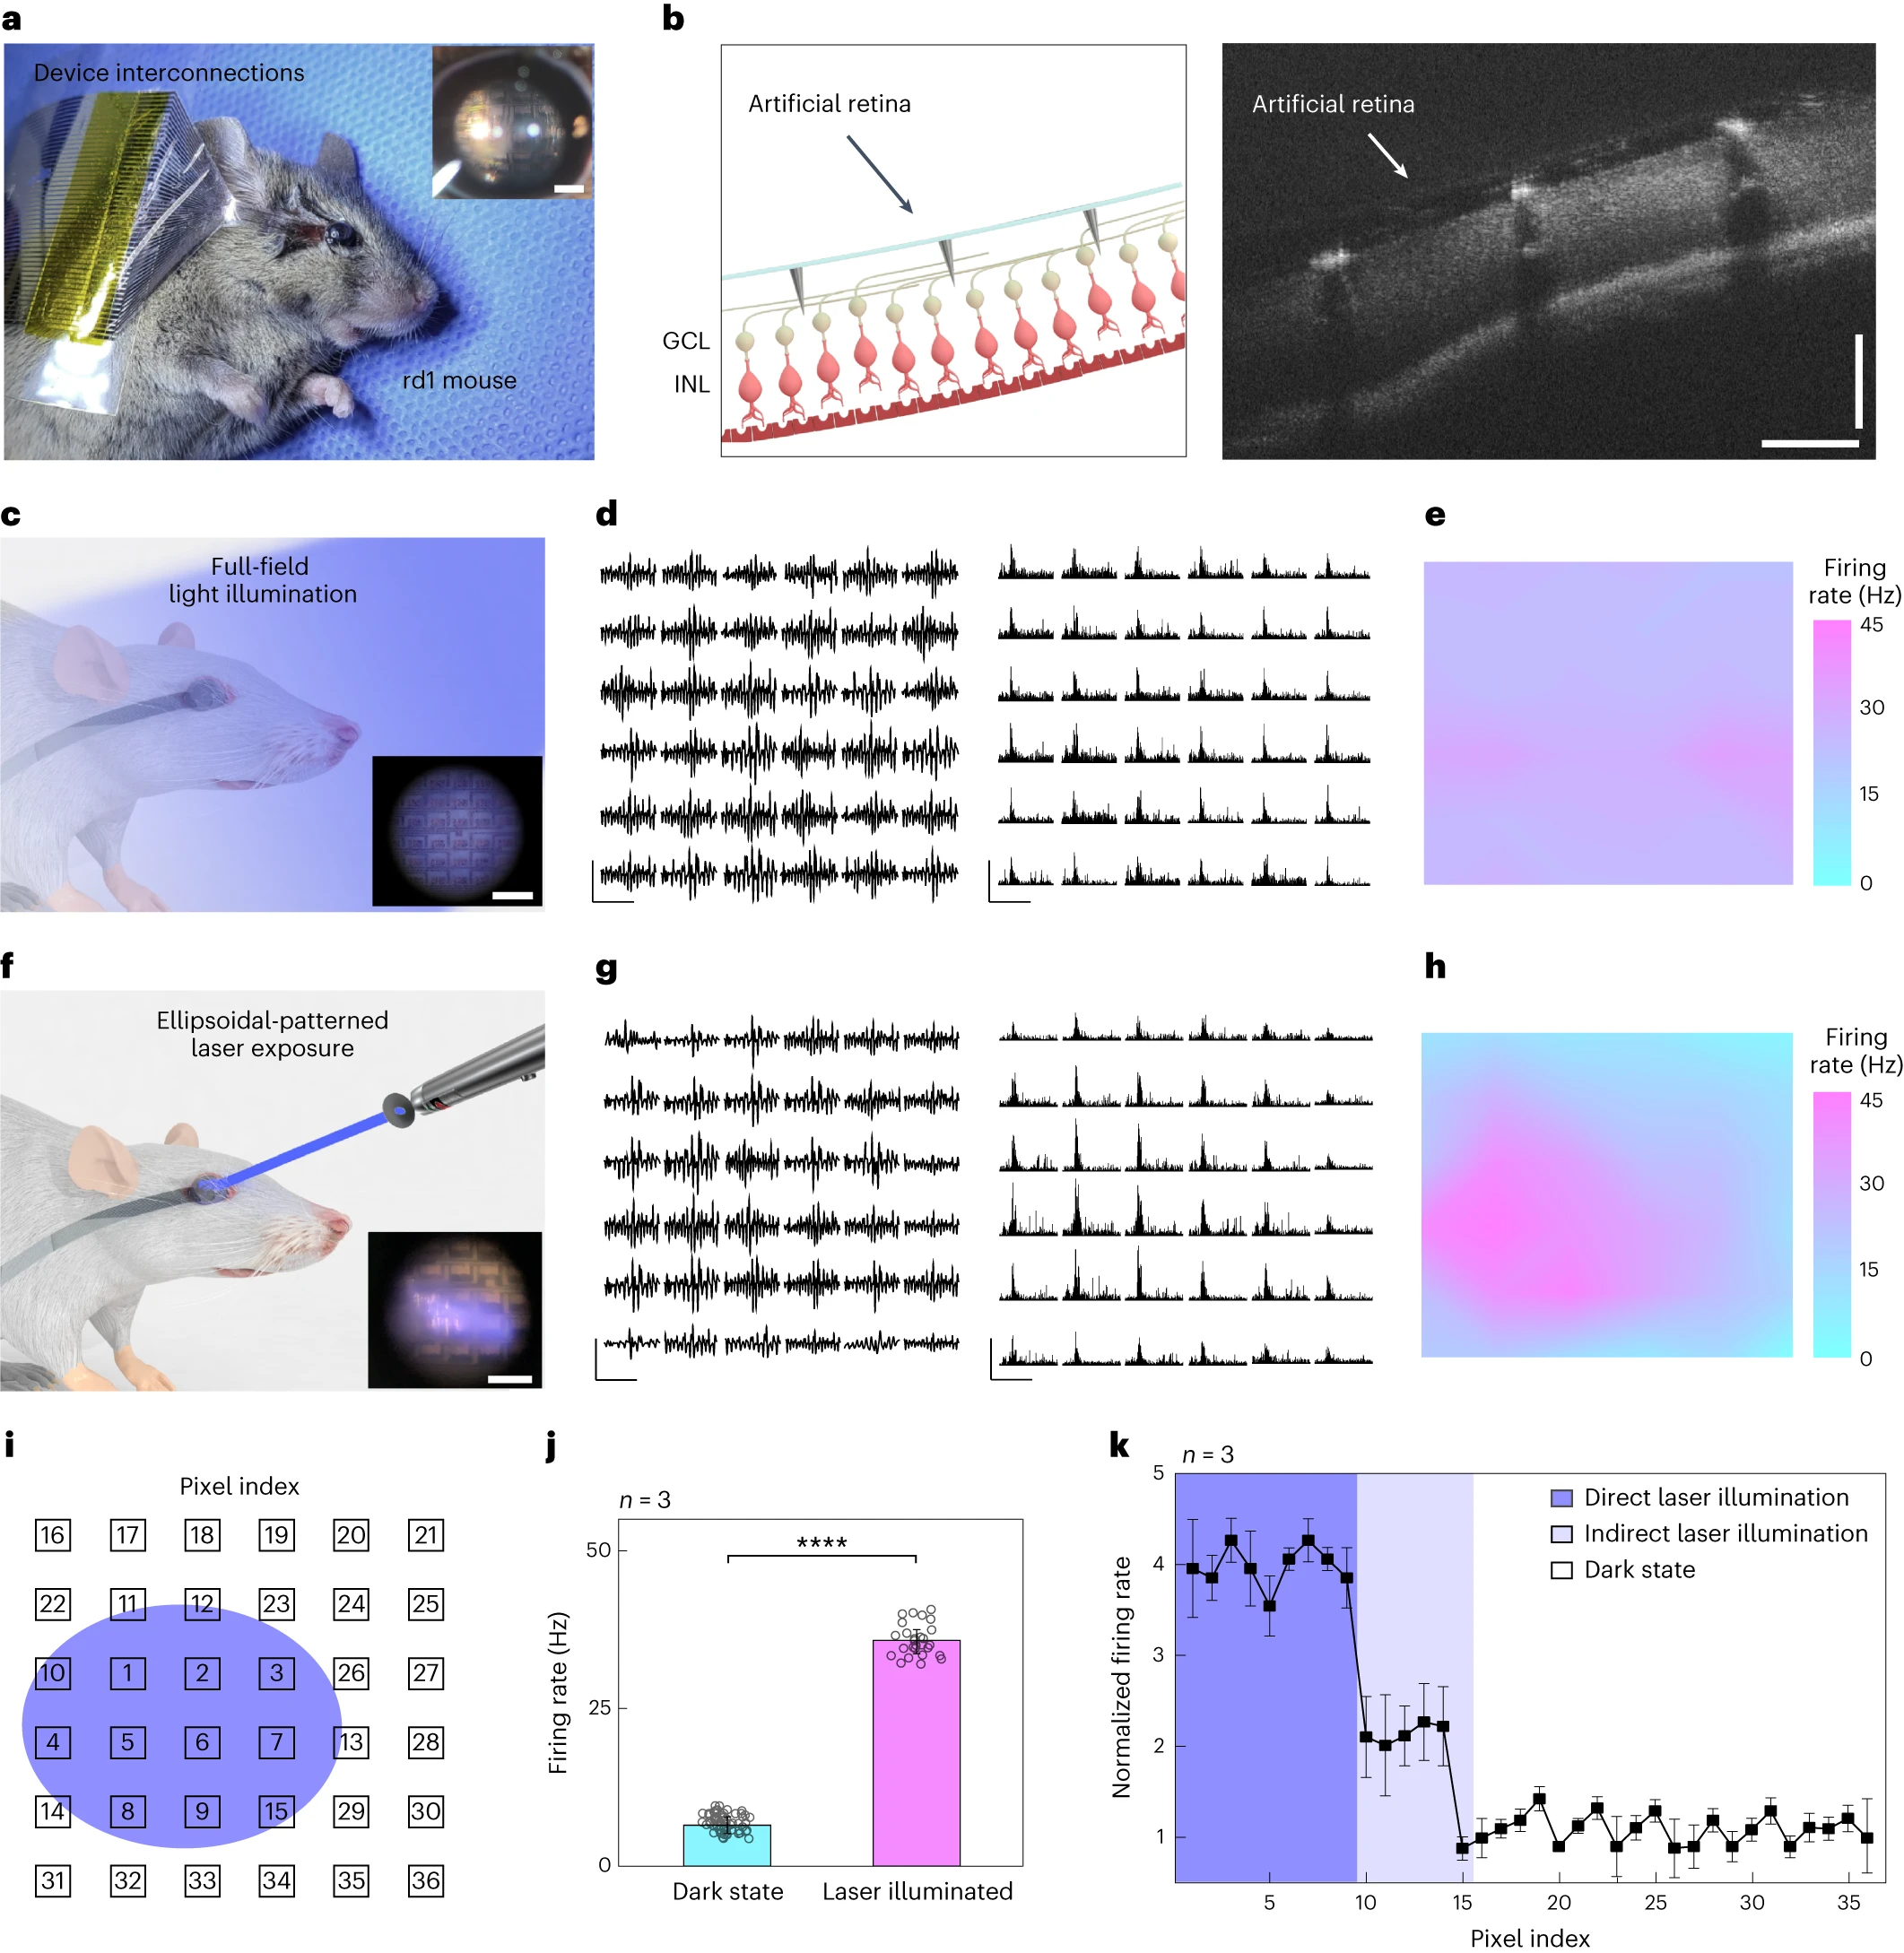 a
Device interconnections
rd1 mouse
b
Artificial retina
GCL
INL
Artificial retina
c
Full-field
light illumination
d
e
Firing
rate (Hz)
45
30
15
0
f
Ellipsoidal-patterned
laser exposure
g
h
Firing
rate (Hz)
45
30
15
0
i
Pixel index
16 17 18 19 20 21
22 11 12 23 24 25
10 1 2 3 26 27
4 5 6 7 13 28
14 8 9 15 29 30
31 32 33 34 35 36
j
n = 3
****
Firing rate (Hz)
50
25
0
Dark state
Laser illuminated
k
n = 3
Direct laser illumination
Indirect laser illumination
Dark state
Normalized firing rate
5
4
3
2
1
5 10 15 20 25 30 35
Pixel index